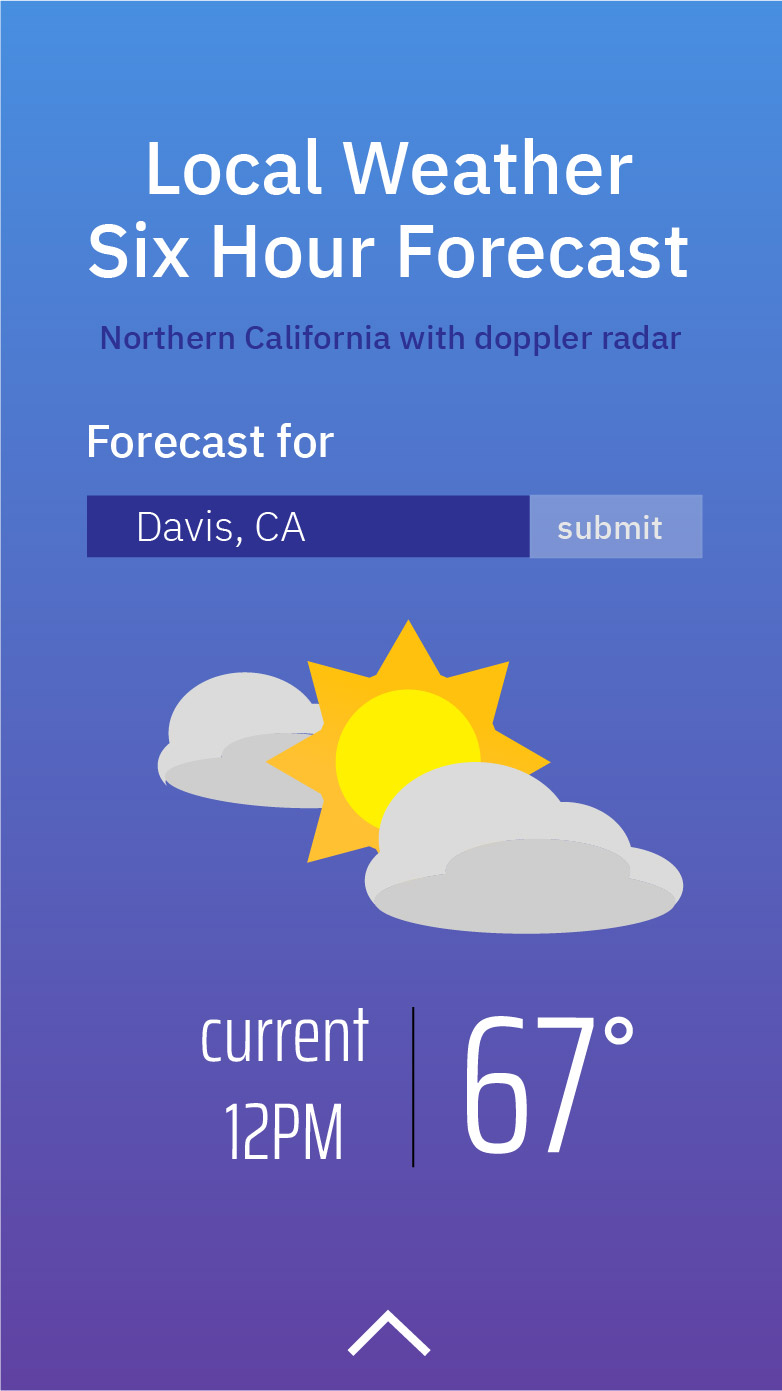 Local Weather
Six Hour Forecast
Northern California with doppler radar
Forecast for
Davis, CA submit
current
12PM
67°